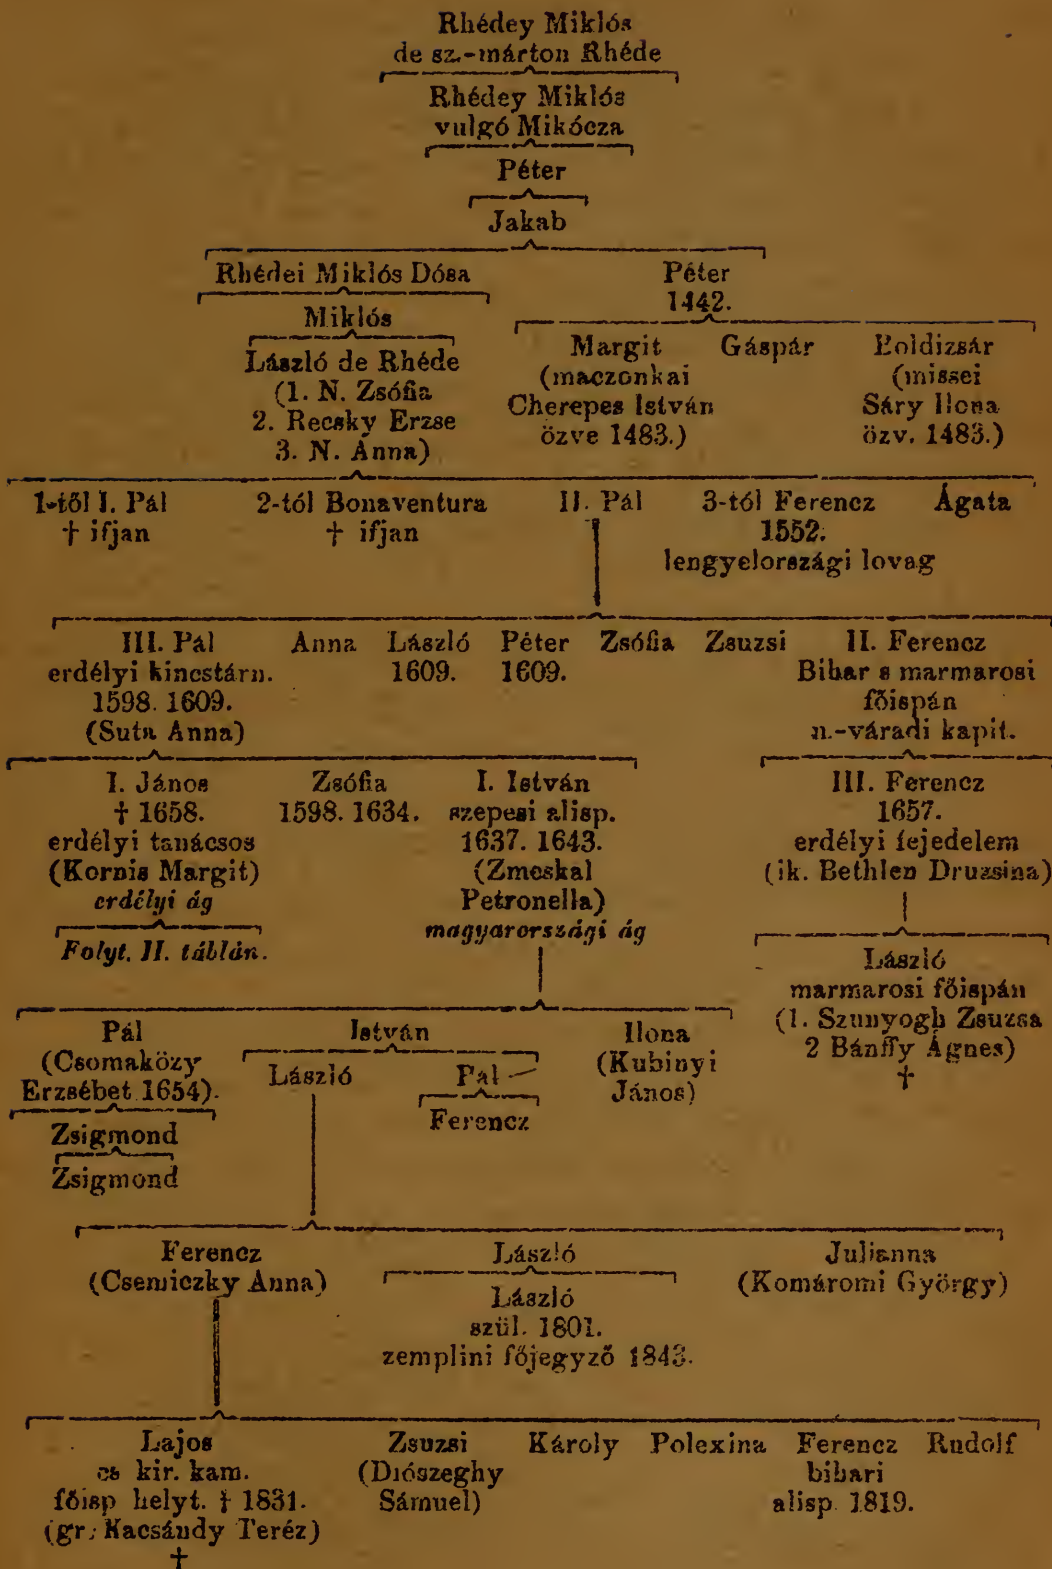 Rhédey Miklós
de sz.-márton Rhéde
Rhédey Miklós
vulgó Mikócza
Péter
Jakab
Rhédei Miklós Dósa
Péter
1442.
Miklós
László de Rhéde
(1. N. Zsófia
2. Recsky Erzse
3. N. Ánna)
Margit
(maczonkai
Cherepes István
özve 1483.)
Gáspár
Boldizsár
(missei
Sáry Ilona
özv. 1483.)
1-től I. Pál
† ifjan
2-tól Bonaventura
† ifjan
II. Pál
3-tól Ferencz
1552.
lengyelországi lovag
Ágata
III. Pál
erdélyi kincstárn.
1598. 1609.
(Suta Anna)
Anna
László
1609.
Péter
1609.
Zsófia
Zsuzsi
II. Ferencz
Bihar s marmarosi
főispán
n.-váradi kapit.
I. János
† 1658.
erdélyi tanácsos
(Kornis Margit)
erdélyi ág
Folyt. II. táblán.
Zsófia
1598. 1634.
I. István
szepesi alisp.
1637. 1643.
(Zmeskal
Petronella)
magyarországi ág
III. Ferencz
1657.
erdélyi fejedelem
(ik. Bethlen Druzsina)
László
marmarosi főispán
(1. Szunyogh Zsuzsa
2 Bánffy Ágnes)
†
Pál
(Csomaközy
Erzsébet 1654).
Zsigmond
Zsigmond
István
László
Pál
Ferencz
Ilona
(Kubinyi
János)
Ferencz
(Csemiczky Anna)
László
László
szül. 1801.
zemplini főjegyző 1843.
Julianna
(Komáromi György)
Lajos
cs kir. kam.
főisp helyt. † 1831.
(gr. Kacsándy Teréz)
†
Zsuzsi
(Diószeghy
Sámuel)
Károly
Polexina
Ferencz
bihari
alisp. 1819.
Rudolf